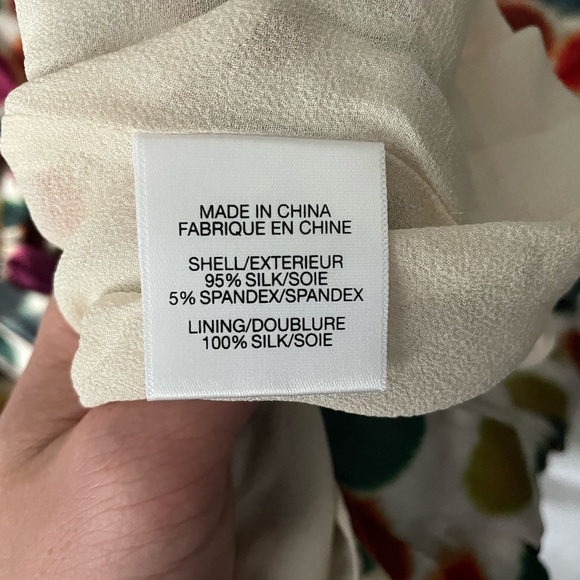 MADE IN CHINA
FABRIQUE EN CHINE
SHELL/EXTERIEUR
95% SILK/SOIE
5% SPANDEX/SPANDEX
LINING/DOUBLURE
100% SILK/SOIE